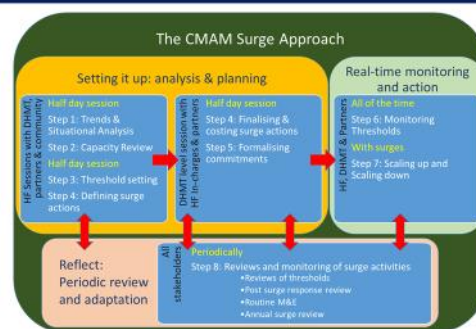 The CMAM Surge Approach
Setting it up: analysis & planning
HF Sessions with DHMT,
partners & community
Half day session
Step 1: Trends &
Situational Analysis
Step 2: Capacity Review
Half day session
Step 3: Threshold setting
Step 4: Defining surge
actions
DHMT level session with
HF In-charges & partners
Half day session
Step 4: Finalising &
costing surge actions
Step 5: Formalising
commitments
Real-time monitoring
and action
HF, DHMT & Partners
All of the time
Step 6: Monitoring
Thresholds
With surges
Step 7: Scaling up and
Scaling down
Reflect:
Periodic review
and adaptation
All
stakeholders
Periodically
Step 8: Reviews and monitoring of surge activities
•Reviews of thresholds
•Post surge response review
•Routine M&E
•Annual surge review